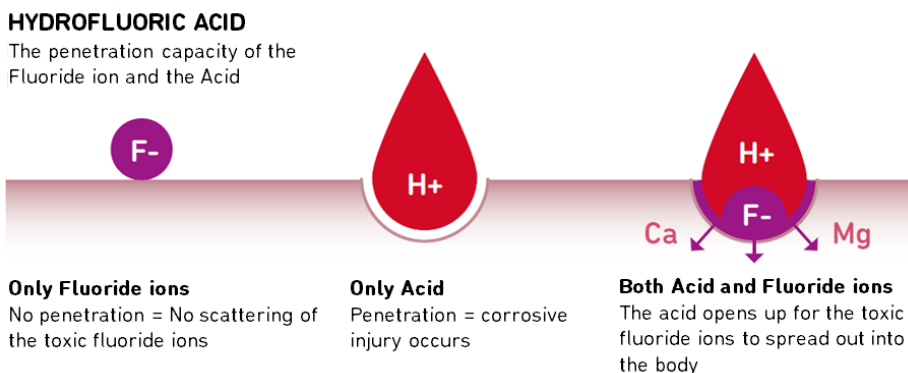 HYDROFLUORIC ACID
The penetration capacity of the
Fluoride ion and the Acid
F-
H+
H+
F-
Ca
Mg
Only Fluoride ions
No penetration = No scattering of
the toxic fluoride ions
Only Acid
Penetration = corrosive
injury occurs
Both Acid and Fluoride ions
The acid opens up for the toxic
fluoride ions to spread out into
the body